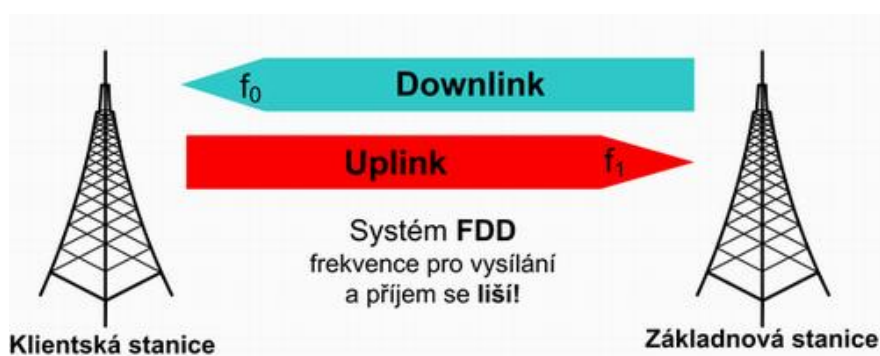 f0 Downlink
Uplink f1
Systém FDD
frekvence pro vysílání
a příjem se liší!
Klientská stanice
Základnová stanice